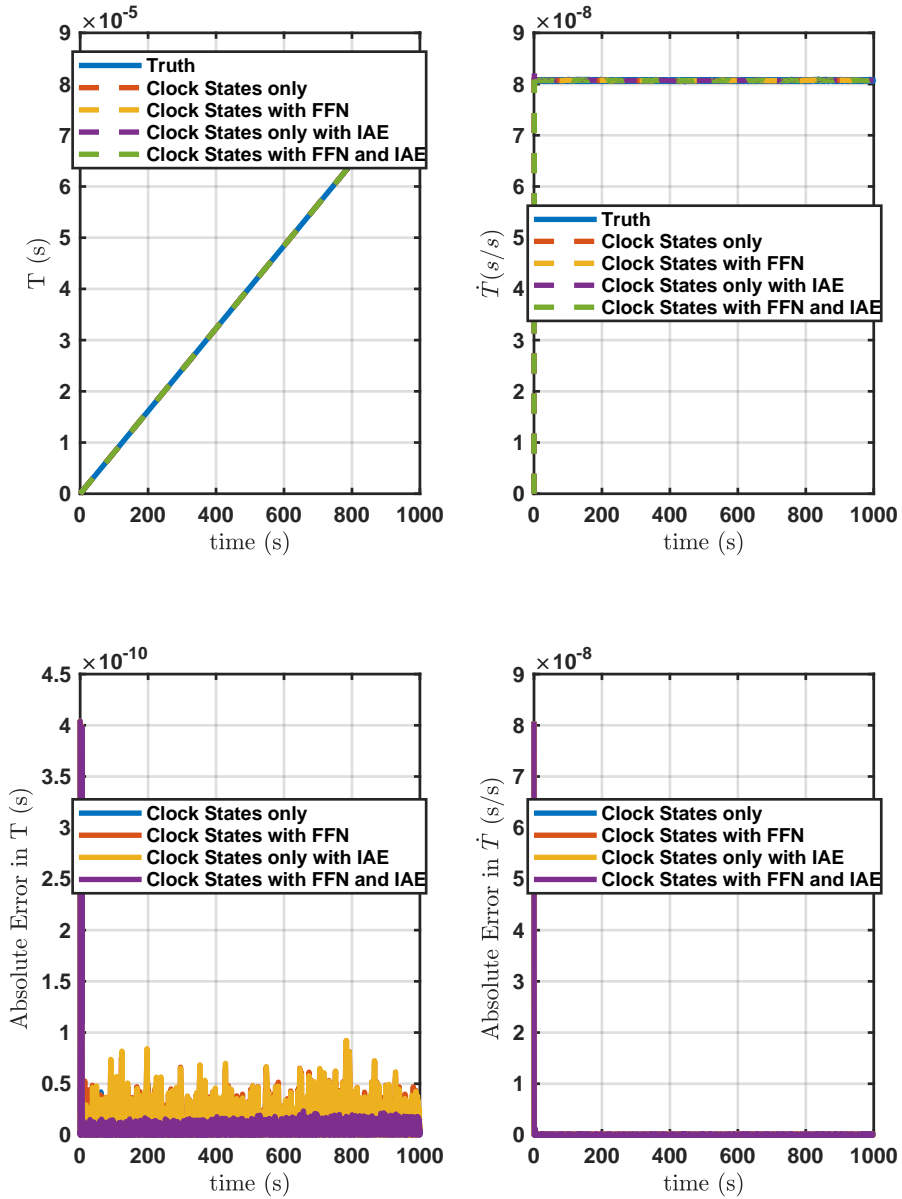 ×10⁻⁵
9
8
7
6
5
4
3
2
1
0
T (s)
Truth
Clock States only
Clock States with FFN
Clock States only with IAE
Clock States with FFN and IAE
0 200 400 600 800 1000
time (s)
×10⁻⁸
9
8
7
6
5
4
3
2
1
0
Ṫ(s/s)
Truth
Clock States only
Clock States with FFN
Clock States only with IAE
Clock States with FFN and IAE
0 200 400 600 800 1000
time (s)
×10⁻¹⁰
4.5
4
3.5
3
2.5
2
1.5
1
0.5
0
Absolute Error in T (s)
Clock States only
Clock States with FFN
Clock States only with IAE
Clock States with FFN and IAE
0 200 400 600 800 1000
time (s)
×10⁻⁸
9
8
7
6
5
4
3
2
1
0
Absolute Error in Ṫ (s/s)
Clock States only
Clock States with FFN
Clock States only with IAE
Clock States with FFN and IAE
0 200 400 600 800 1000
time (s)